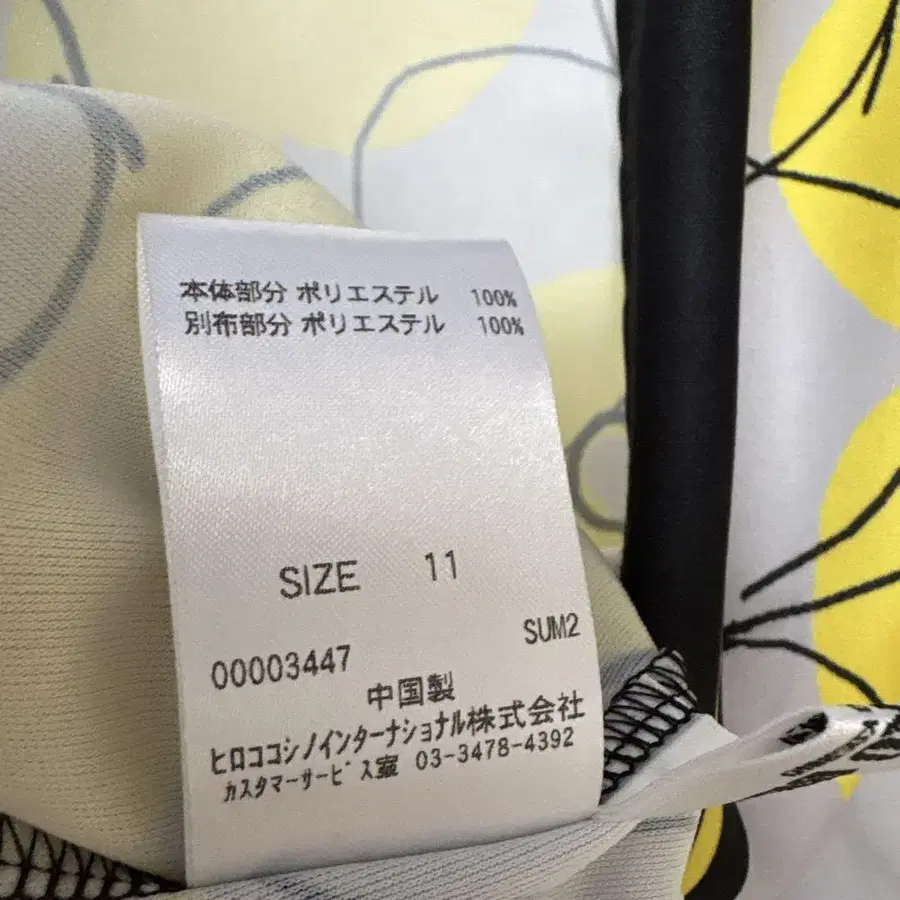 本体部分 ポリエステル 100%
別布部分 ポリエステル 100%
SIZE 11
SUM2
00003447
中国製
ヒロココシノインターナショナル株式会社
カスタマーサービス室 03-3478-4392